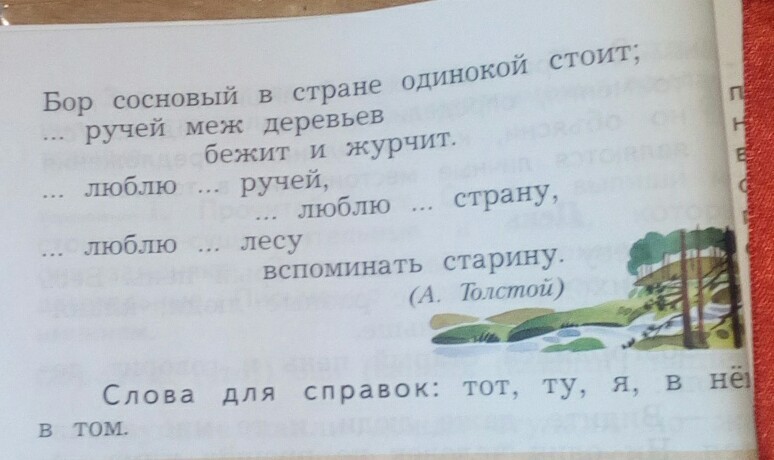 Бор сосновый в стране одинокой стоит;
... ручей меж деревьев
бежит и журчит.
... люблю ... ручей,
... люблю ... страну,
... люблю ... лесу
вспоминать старину.
(А. Толстой)
Слова для справок: тот, ту, я, в нём
в том.